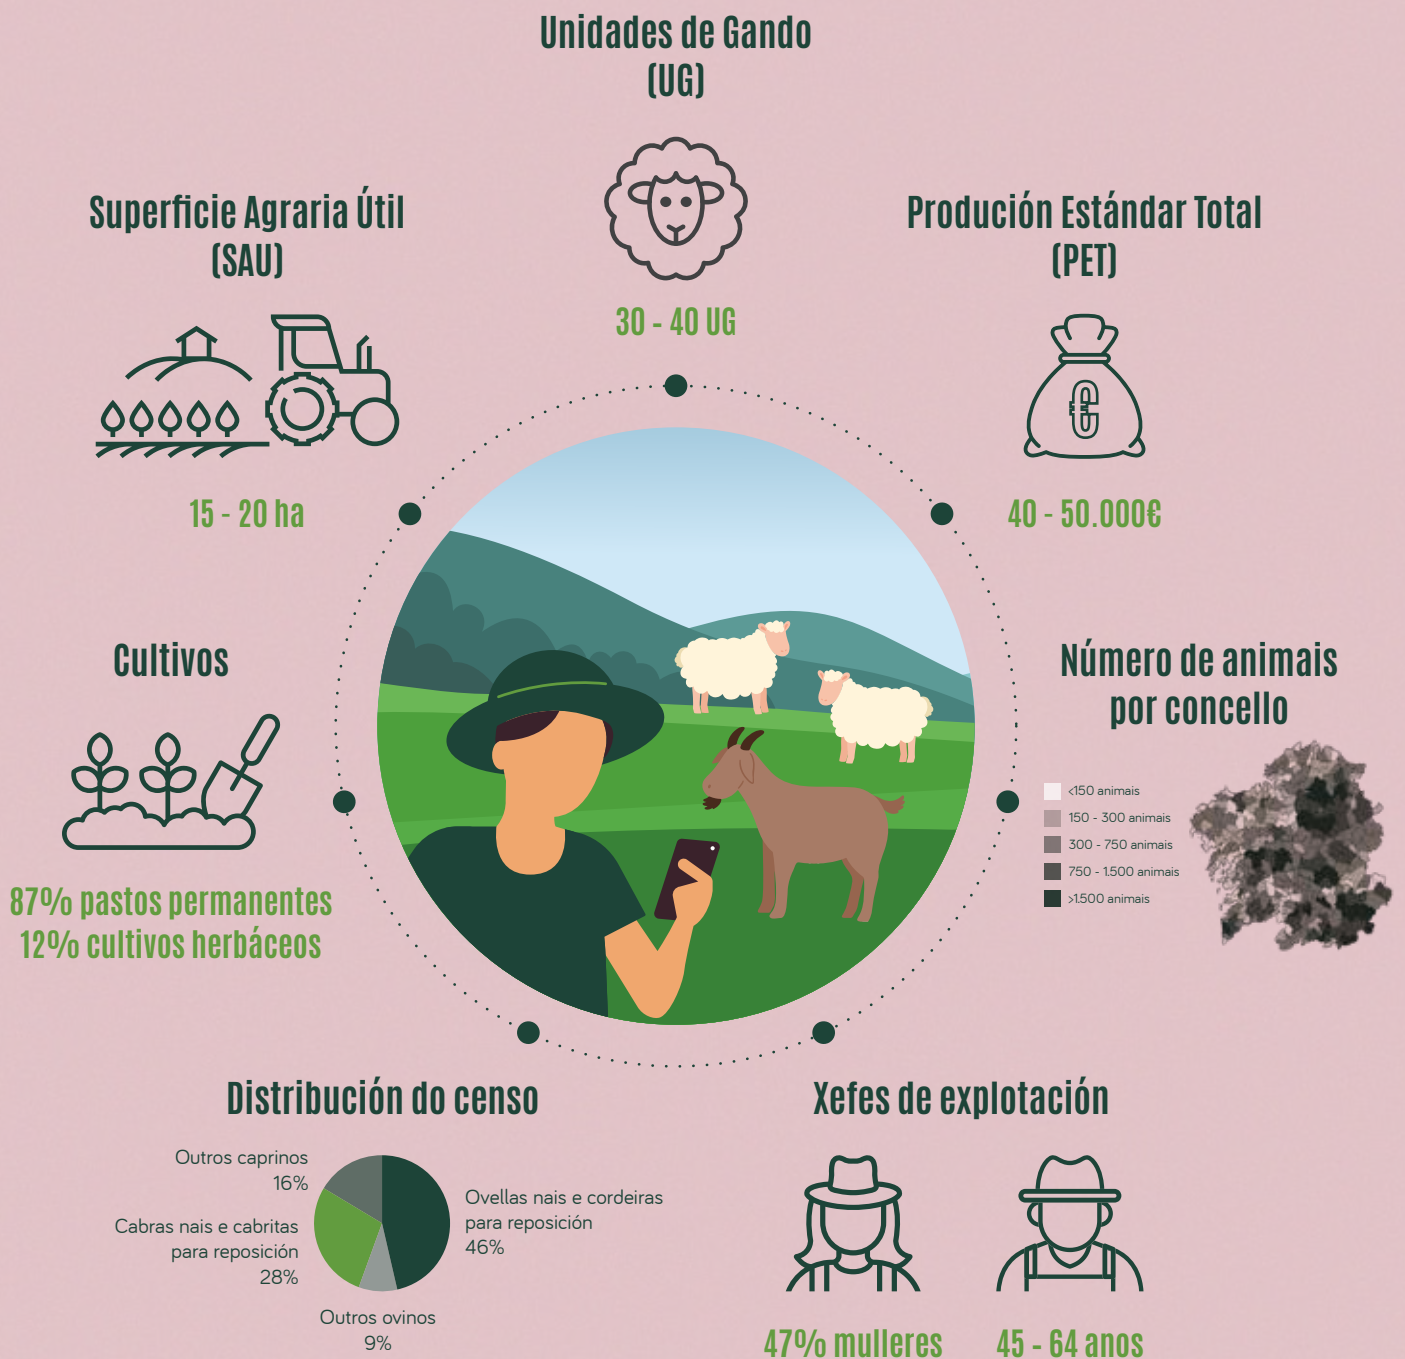 Unidades de Gando
(UG)
30 - 40 UG
Superficie Agraria Útil
(SAU)
15 - 20 ha
Produción Estándar Total
(PET)
€
40 - 50.000€
Cultivos
87% pastos permanentes
12% cultivos herbáceos
Número de animais
por concello
<150 animais
150 - 300 animais
300 - 750 animais
750 - 1.500 animais
>1.500 animais
Distribución do censo
Outros caprinos
16%
Cabras nais e cabritas
para reposición
28%
Outros ovinos
9%
Ovellas nais e cordeiras
para reposición
46%
Xefes de explotación
47% mulleres
45 - 64 anos